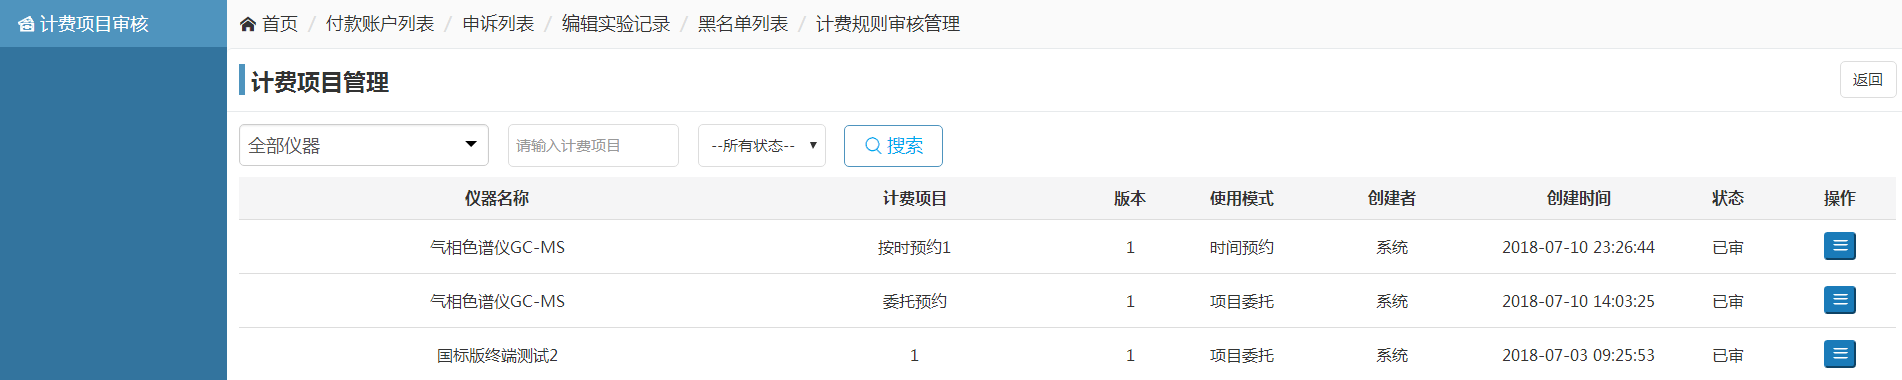 计费项目审核
首页 / 付款账户列表 / 申诉列表 / 编辑实验记录 / 黑名单列表 / 计费规则审核管理
计费项目管理
返回
全部仪器 请输入计费项目 --所有状态-- 搜索
仪器名称 计费项目 版本 使用模式 创建者 创建时间 状态 操作
气相色谱仪GC-MS 按时预约1 1 时间预约 系统 2018-07-10 23:26:44 已审
气相色谱仪GC-MS 委托预约 1 项目委托 系统 2018-07-10 14:03:25 已审
国标版终端测试2 1 1 项目委托 系统 2018-07-03 09:25:53 已审